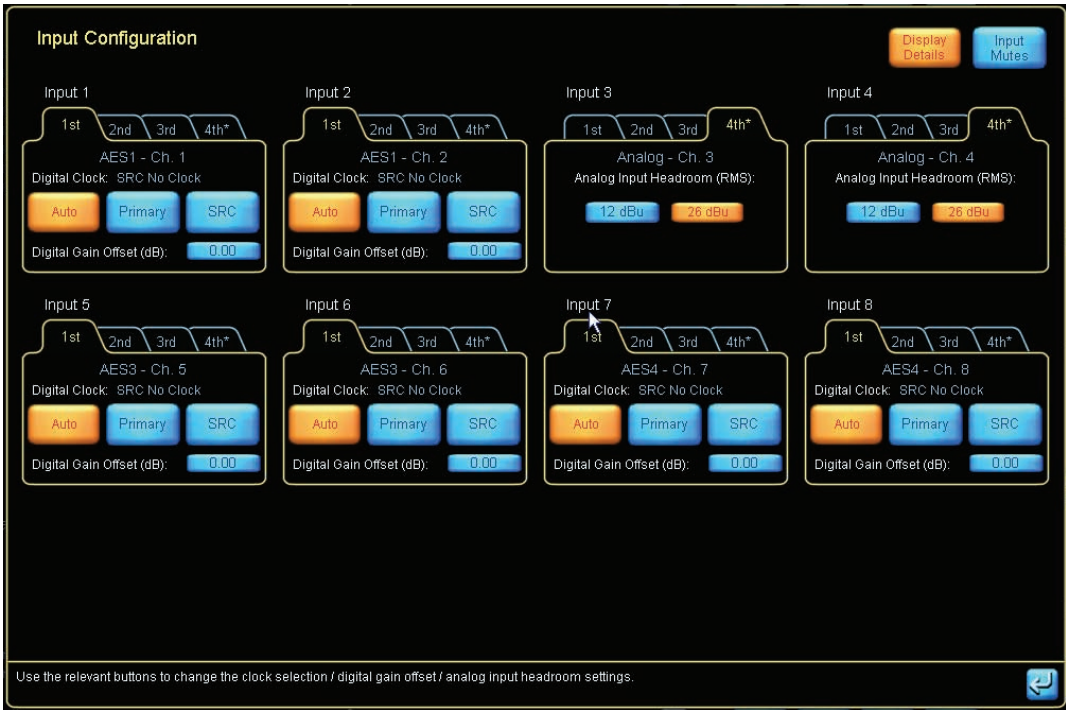 Input Configuration
Display Details
Input Mutes
Input 1
1st 2nd 3rd 4th*
AES1 - Ch. 1
Digital Clock: SRC No Clock
Auto Primary SRC
Digital Gain Offset (dB): 0.00
Input 2
1st 2nd 3rd 4th*
AES1 - Ch. 2
Digital Clock: SRC No Clock
Auto Primary SRC
Digital Gain Offset (dB): 0.00
Input 3
1st 2nd 3rd 4th*
Analog - Ch. 3
Analog Input Headroom (RMS):
12 dBu 26 dBu
Input 4
1st 2nd 3rd 4th*
Analog - Ch. 4
Analog Input Headroom (RMS):
12 dBu 26 dBu
Input 5
1st 2nd 3rd 4th*
AES3 - Ch. 5
Digital Clock: SRC No Clock
Auto Primary SRC
Digital Gain Offset (dB): 0.00
Input 6
1st 2nd 3rd 4th*
AES3 - Ch. 6
Digital Clock: SRC No Clock
Auto Primary SRC
Digital Gain Offset (dB): 0.00
Input 7
1st 2nd 3rd 4th*
AES4 - Ch. 7
Digital Clock: SRC No Clock
Auto Primary SRC
Digital Gain Offset (dB): 0.00
Input 8
1st 2nd 3rd 4th*
AES4 - Ch. 8
Digital Clock: SRC No Clock
Auto Primary SRC
Digital Gain Offset (dB): 0.00
Use the relevant buttons to change the clock selection / digital gain offset / analog input headroom settings.